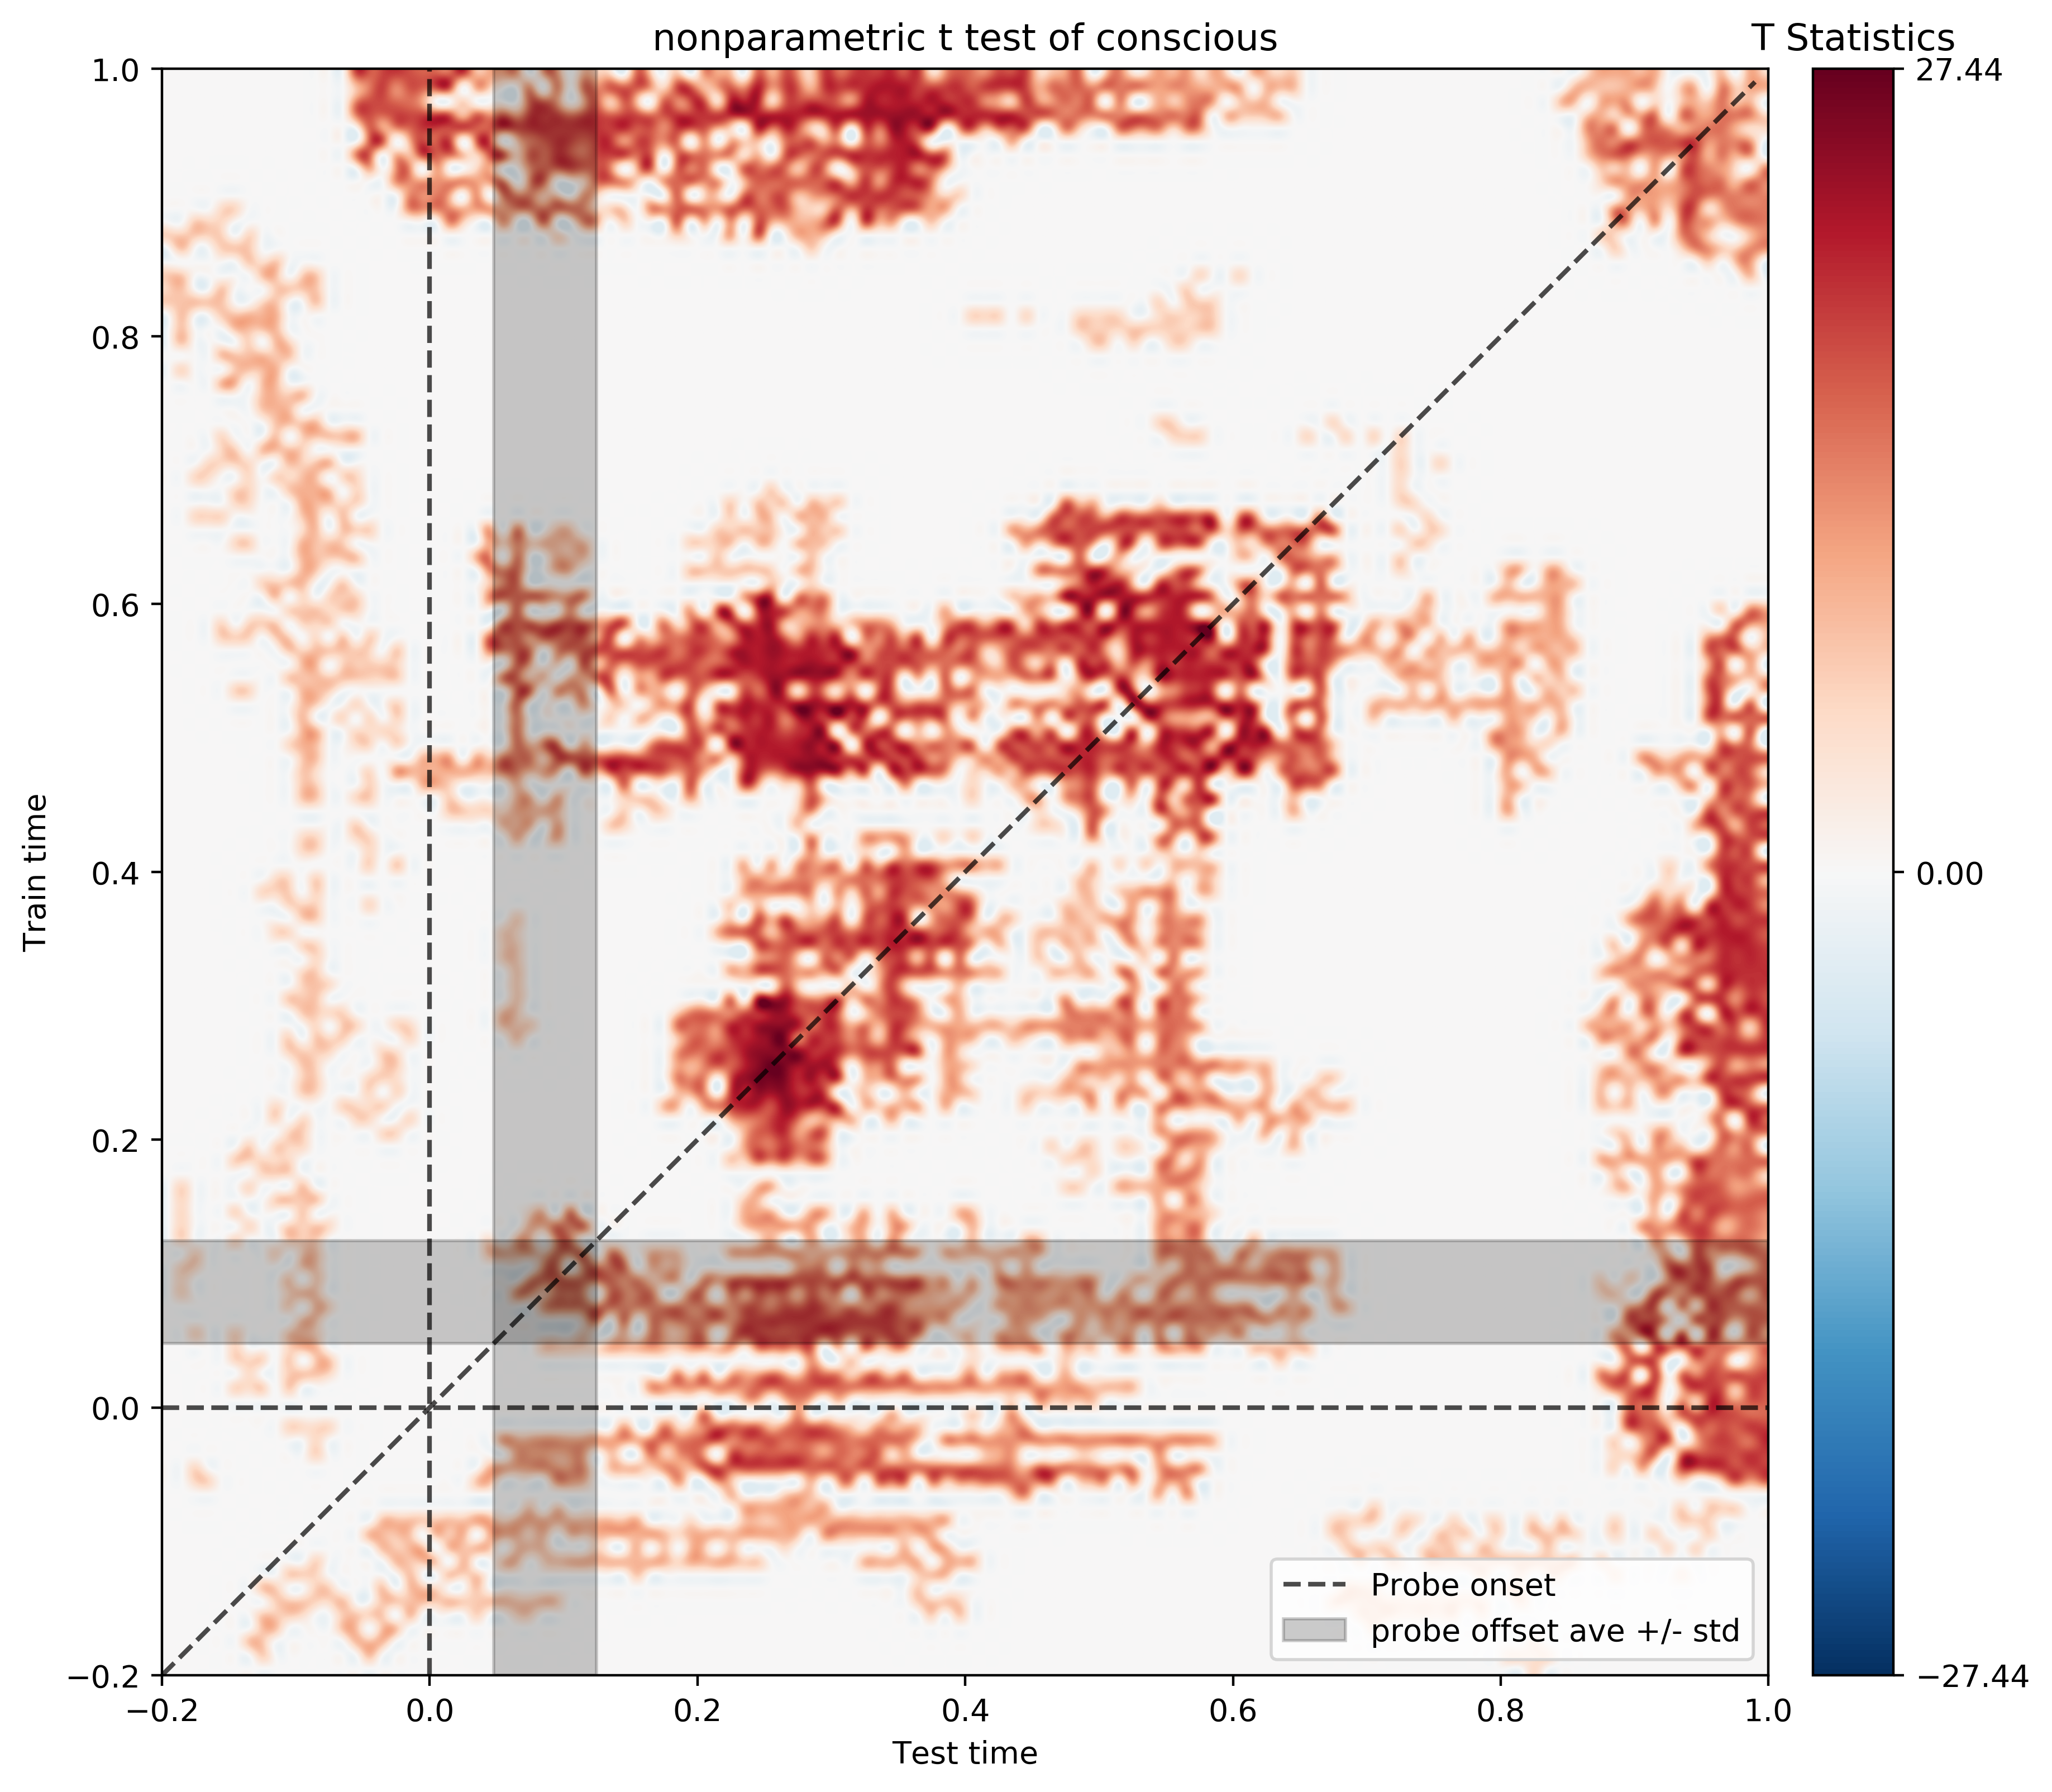 nonparametric t test of conscious
T Statistics
27.44
0.00
−27.44
Train time
1.0
0.8
0.6
0.4
0.2
0.0
−0.2
−0.2
0.0
0.2
0.4
0.6
0.8
1.0
Test time
Probe onset
probe offset ave +/- std